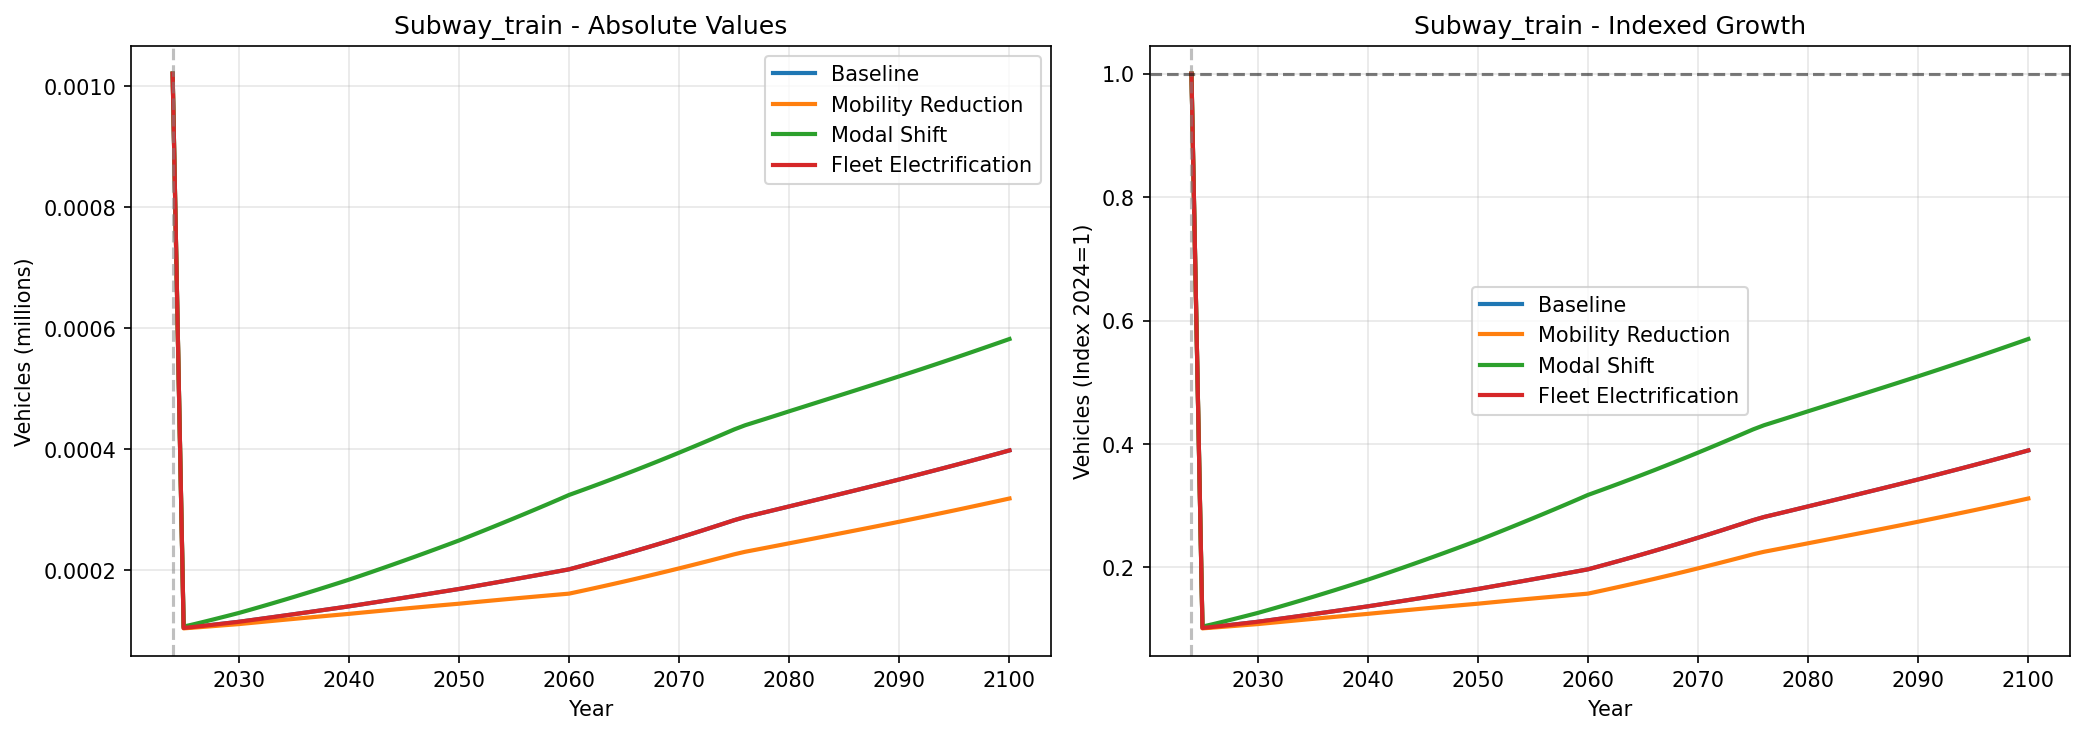 Subway_train - Absolute Values
Vehicles (millions)
0.0010
0.0008
0.0006
0.0004
0.0002
Baseline
Mobility Reduction
Modal Shift
Fleet Electrification
2030 2040 2050 2060 2070 2080 2090 2100
Year
Subway_train - Indexed Growth
Vehicles (Index 2024=1)
1.0
0.8
0.6
0.4
0.2
Baseline
Mobility Reduction
Modal Shift
Fleet Electrification
2030 2040 2050 2060 2070 2080 2090 2100
Year